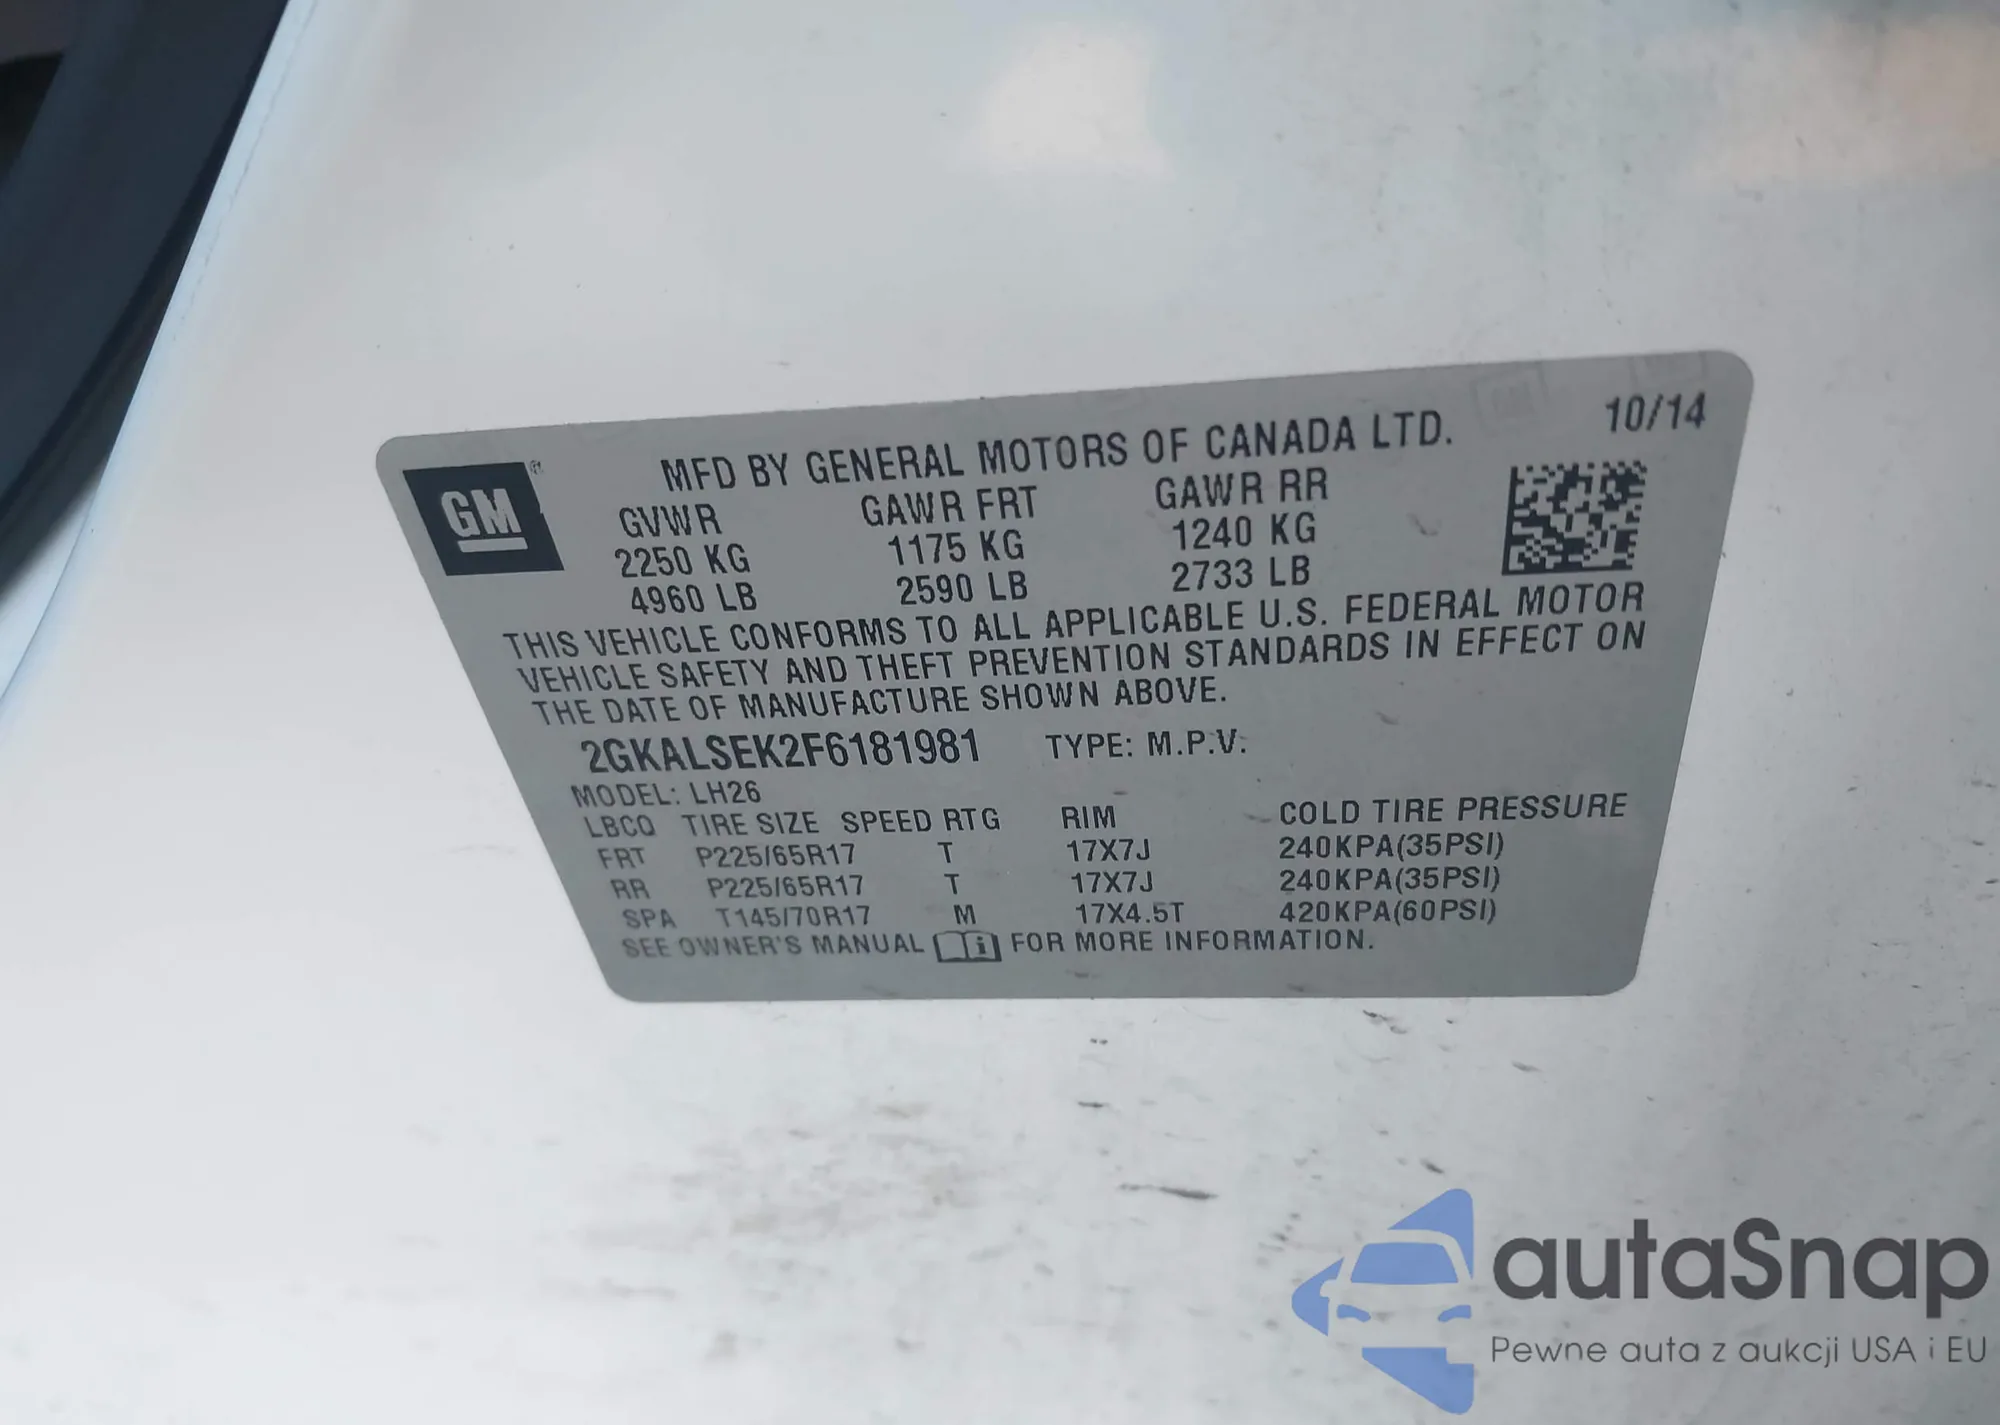 GM ®
MFD BY GENERAL MOTORS OF CANADA LTD. 10/14
GVWR GAWR FRT GAWR RR
2250 KG 1175 KG 1240 KG
4960 LB 2590 LB 2733 LB
THIS VEHICLE CONFORMS TO ALL APPLICABLE U.S. FEDERAL MOTOR
VEHICLE SAFETY AND THEFT PREVENTION STANDARDS IN EFFECT ON
THE DATE OF MANUFACTURE SHOWN ABOVE.
2GKALSEK2F6181981 TYPE: M.P.V.
MODEL: LH26
LBCQ TIRE SIZE SPEED RTG RIM COLD TIRE PRESSURE
FRT P225/65R17 T 17X7J 240KPA(35PSI)
RR P225/65R17 T 17X7J 240KPA(35PSI)
SPA T145/70R17 M 17X4.5T 420KPA(60PSI)
SEE OWNER'S MANUAL i FOR MORE INFORMATION.
autaSnap
Pewne auta z aukcji USA i EU